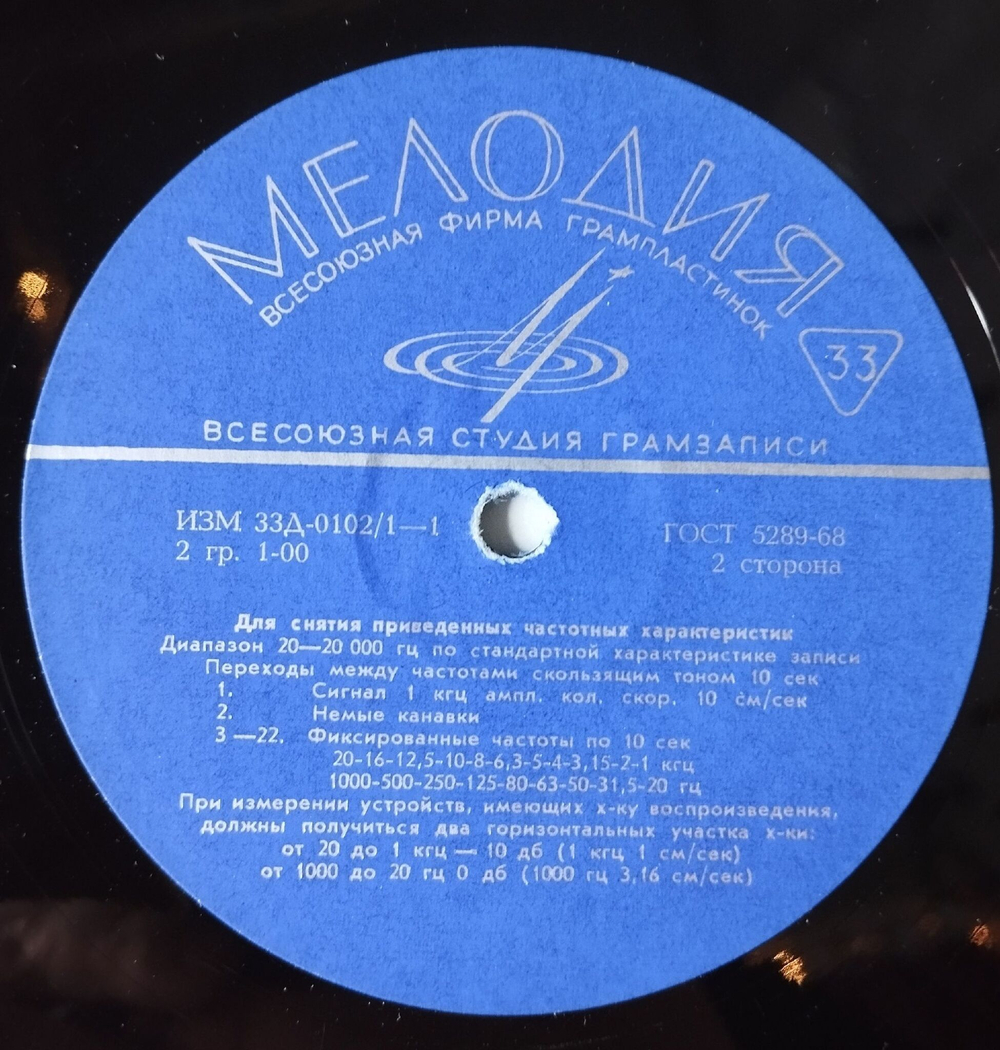 МЕЛОДИЯ
ВСЕСОЮЗНАЯ ФИРМА ГРАМПЛАСТИНОК
33
ВСЕСОЮЗНАЯ СТУДИЯ ГРАМЗАПИСИ
ИЗМ 33Д-0102/1—1
2 гр. 1-00
ГОСТ 5289-68
2 сторона
Для снятия приведенных частотных характеристик
Диапазон 20—20 000 гц по стандартной характеристике записи
Переходы между частотами скользящим тоном 10 сек
1. Сигнал 1 кгц ампл. кол. скор. 10 см/сек
2. Немые канавки
3—22. Фиксированные частоты по 10 сек
20-16-12,5-10-8-6,3-5-4-3,15-2-1 кгц
1000-500-250-125-80-63-50-31,5-20 гц
При измерении устройств, имеющих х-ку воспроизведения,
должны получиться два горизонтальных участка х-ки:
от 20 до 1 кгц — 10 дб (1 кгц 1 см/сек)
от 1000 до 20 гц 0 дб (1000 гц 3,16 см/сек)